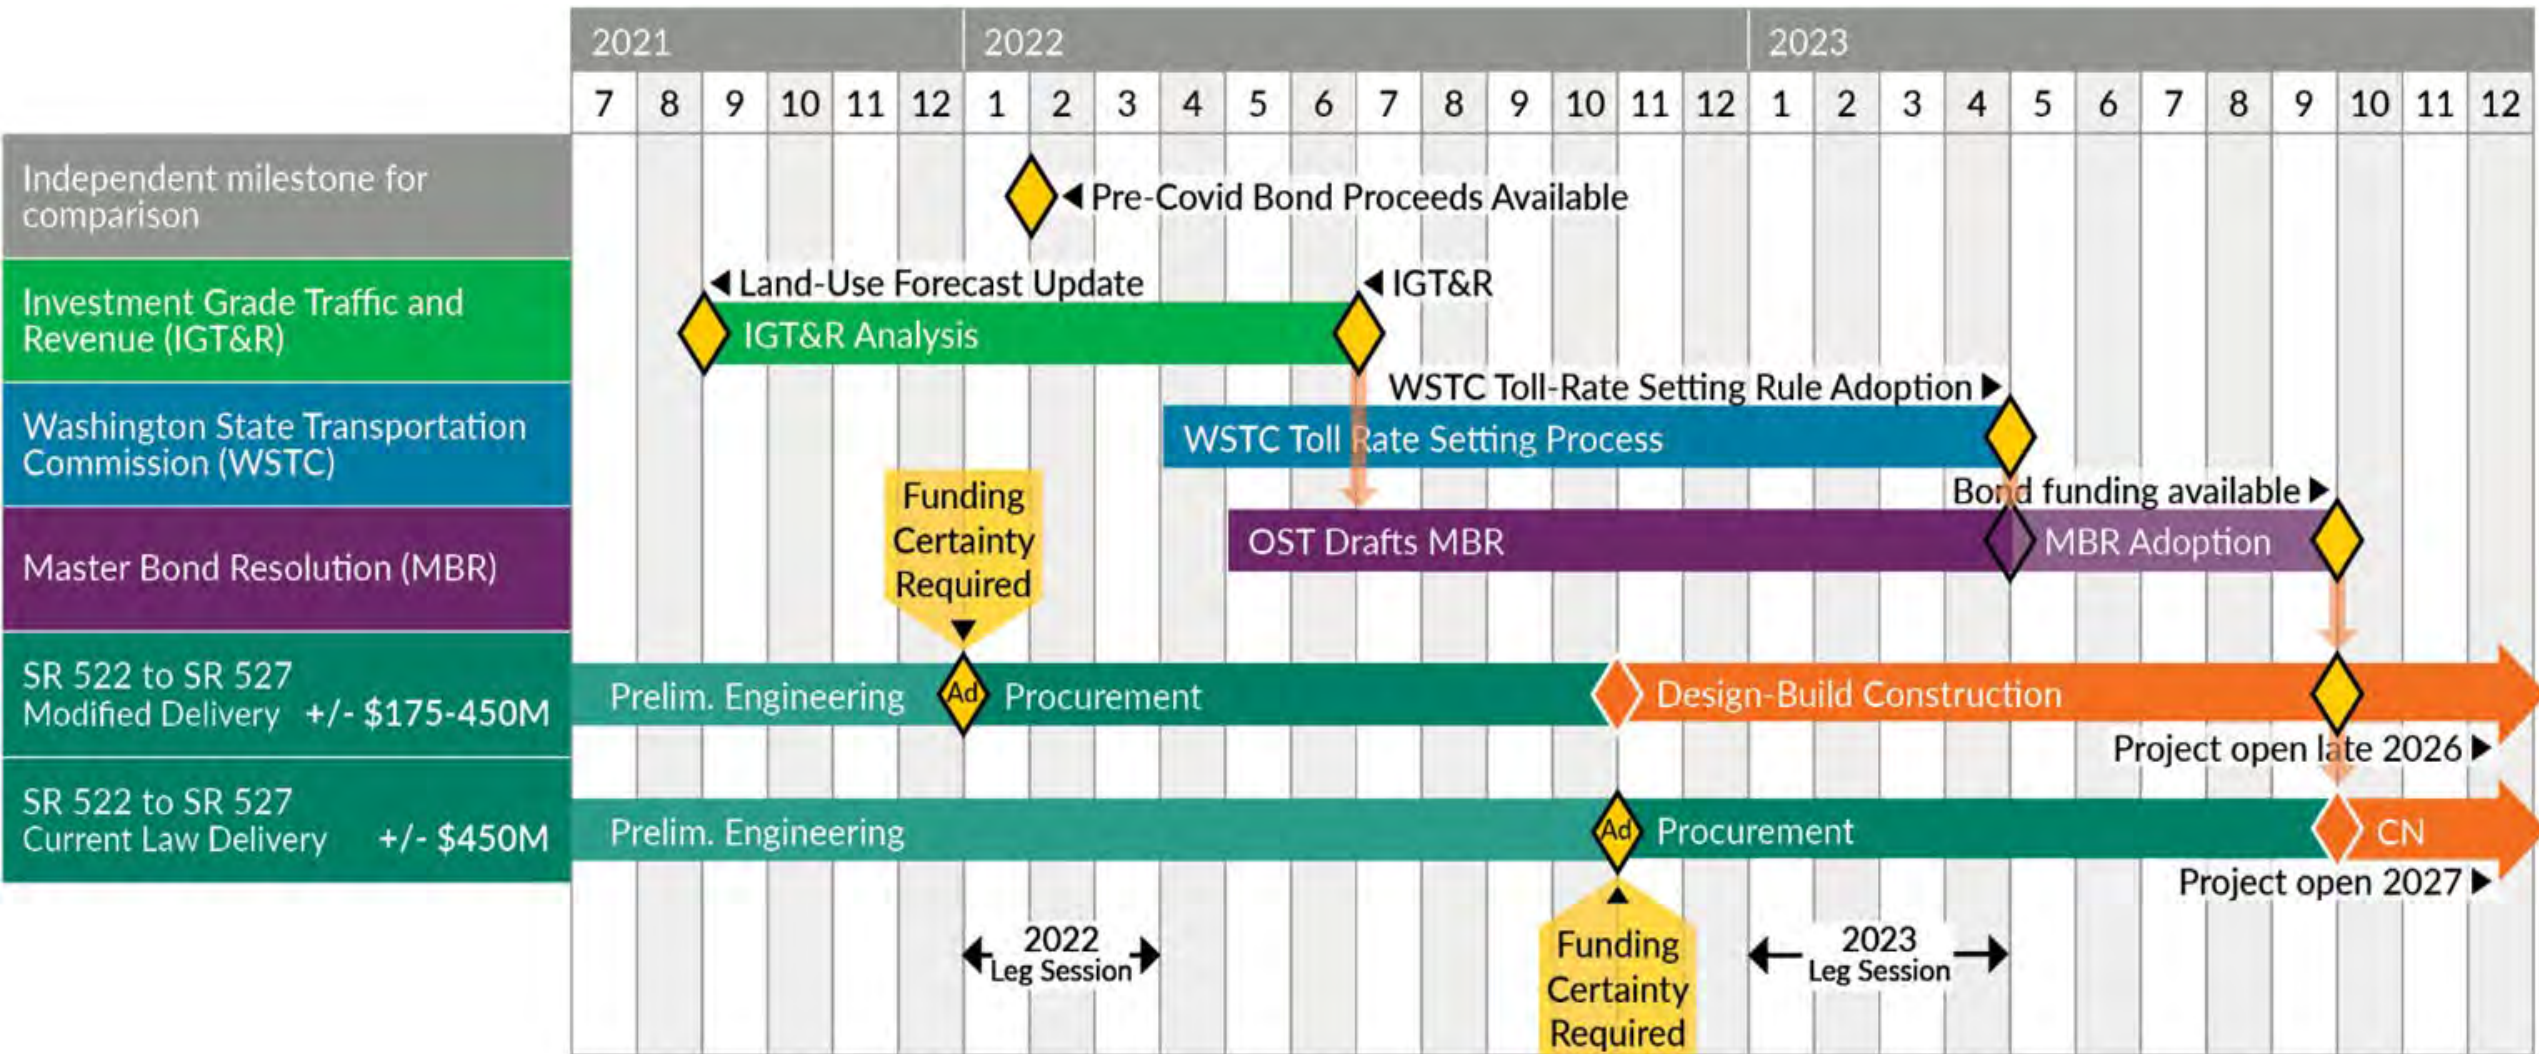 2021 2022 2023
7 8 9 10 11 12 1 2 3 4 5 6 7 8 9 10 11 12 1 2 3 4 5 6 7 8 9 10 11 12
Independent milestone for
comparison
Pre-Covid Bond Proceeds Available
Investment Grade Traffic and
Revenue (IGT&R)
Land-Use Forecast Update
IGT&R
IGT&R Analysis
Washington State Transportation
Commission (WSTC)
WSTC Toll-Rate Setting Rule Adoption
WSTC Toll Rate Setting Process
Master Bond Resolution (MBR)
Funding
Certainty
Required
Bond funding available
OST Drafts MBR
MBR Adoption
SR 522 to SR 527
Modified Delivery +/- $175-450M
Prelim. Engineering
Ad
Procurement
Design-Build Construction
Project open late 2026
SR 522 to SR 527
Current Law Delivery +/- $450M
Prelim. Engineering
Ad
Procurement
CN
Project open 2027
2022
Leg Session
Funding
Certainty
Required
2023
Leg Session